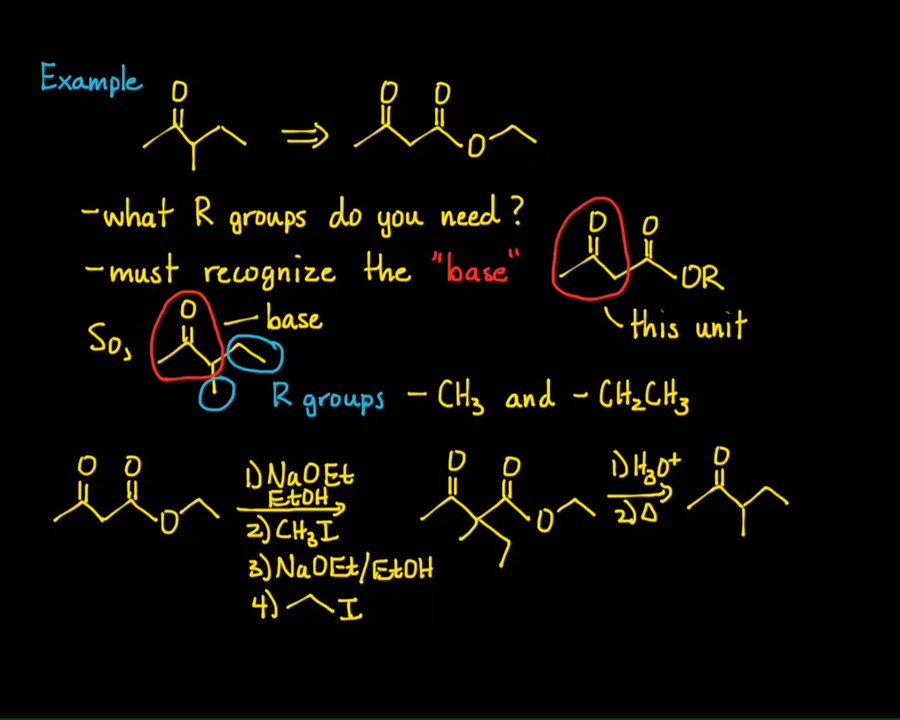 Example
O
O O
O
⇒
-what R groups do you need?
-must recognize the "base"
O O
OR
this unit
So,
O
base
R groups - CH3 and - CH2CH3
O O
O
1) NaOEt
EtOH
2) CH3I
3) NaOEt/EtOH
4) I
O O
O
1) H3O+
2) Δ
O